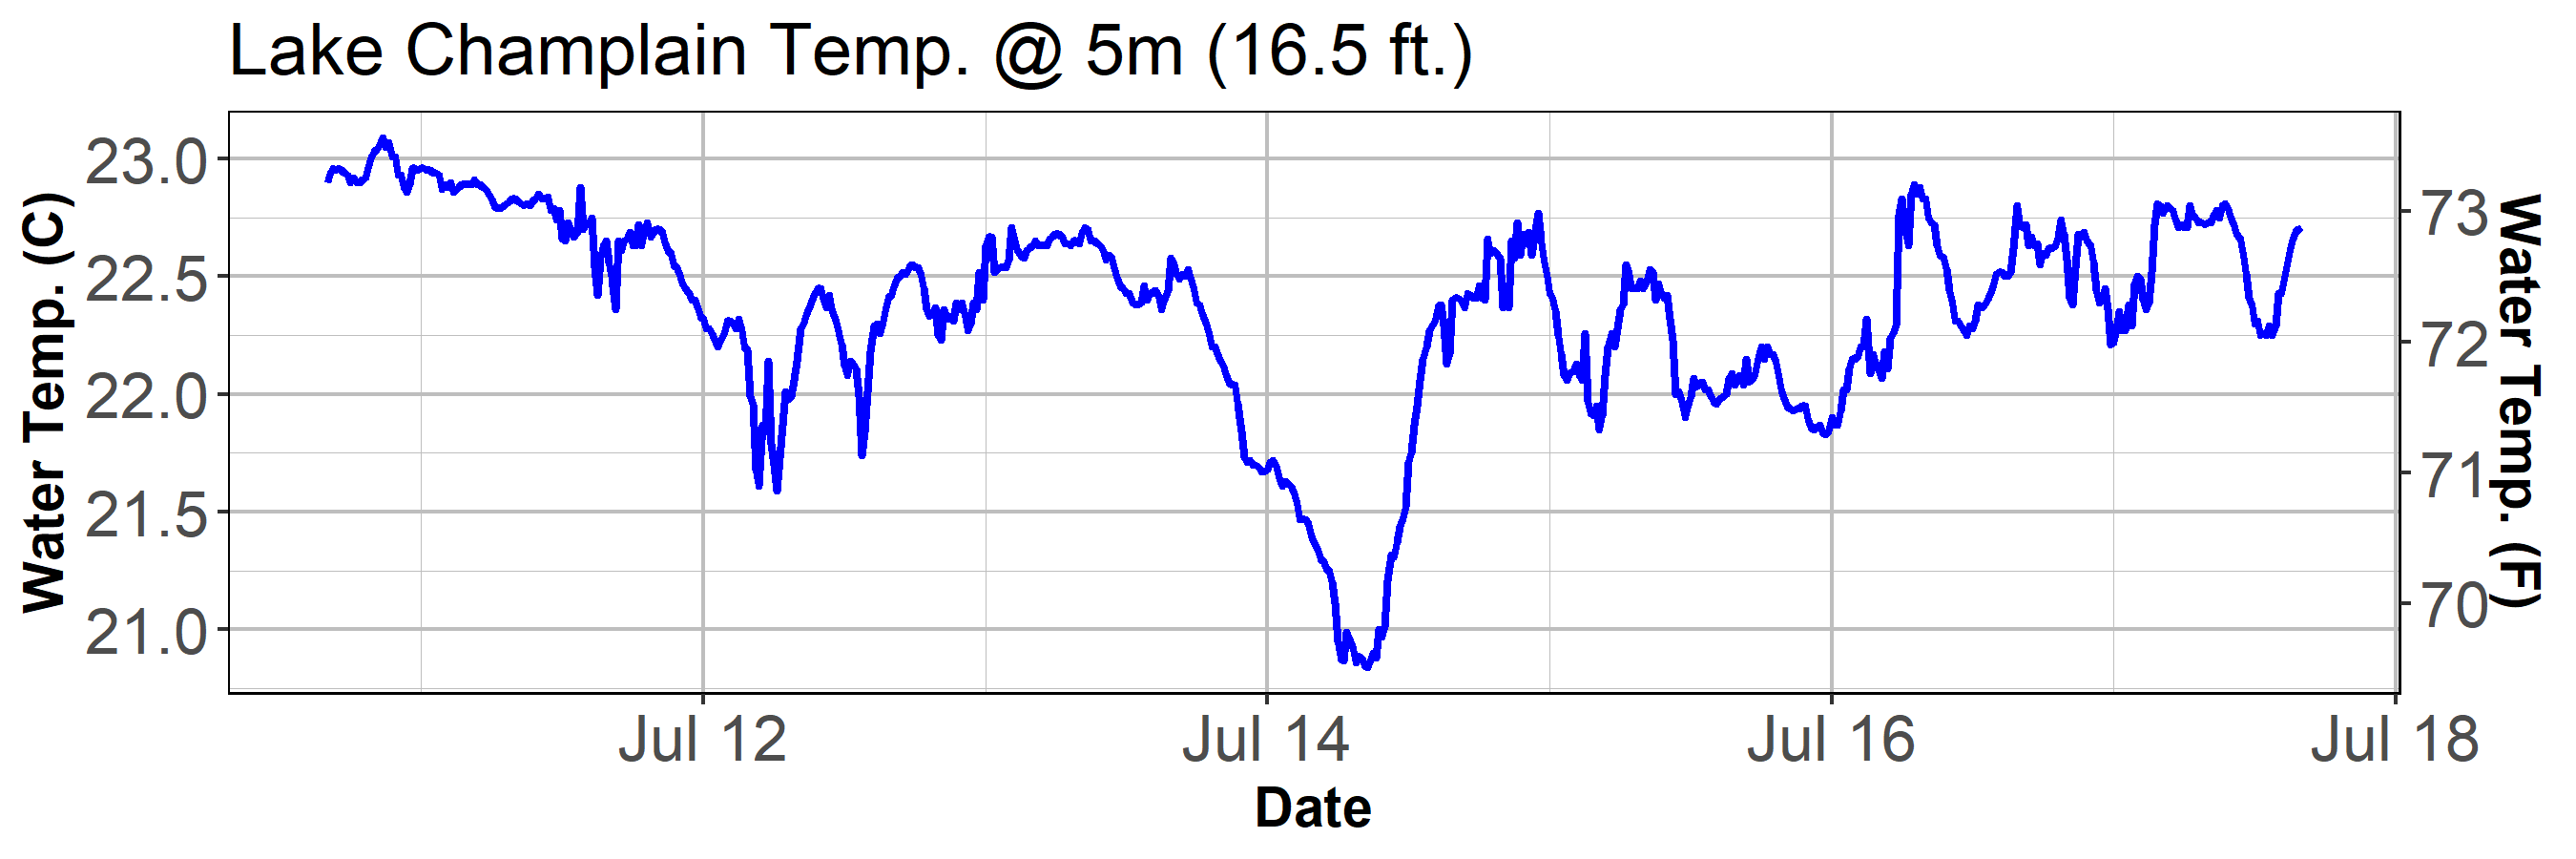 Lake Champlain Temp. @ 5m (16.5 ft.)
Water Temp. (C)
23.0
22.5
22.0
21.5
21.0
73
72
71
70
Water Temp. (F)
Jul 12 Jul 14 Jul 16 Jul 18
Date